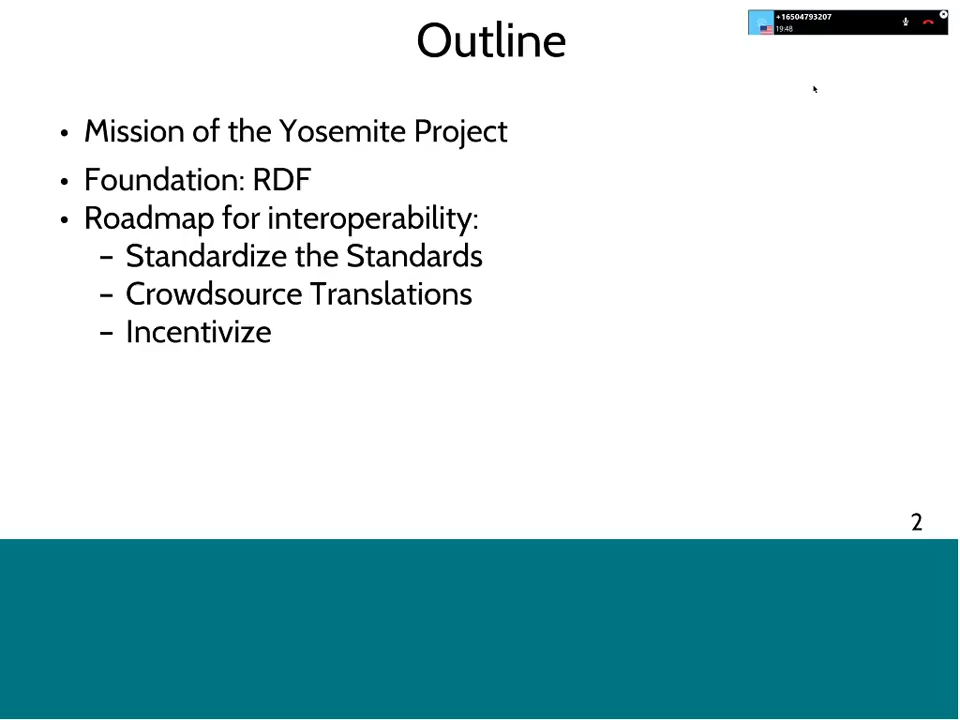 Outline
+16504793207
19:48
• Mission of the Yosemite Project
• Foundation: RDF
• Roadmap for interoperability:
– Standardize the Standards
– Crowdsource Translations
– Incentivize
2